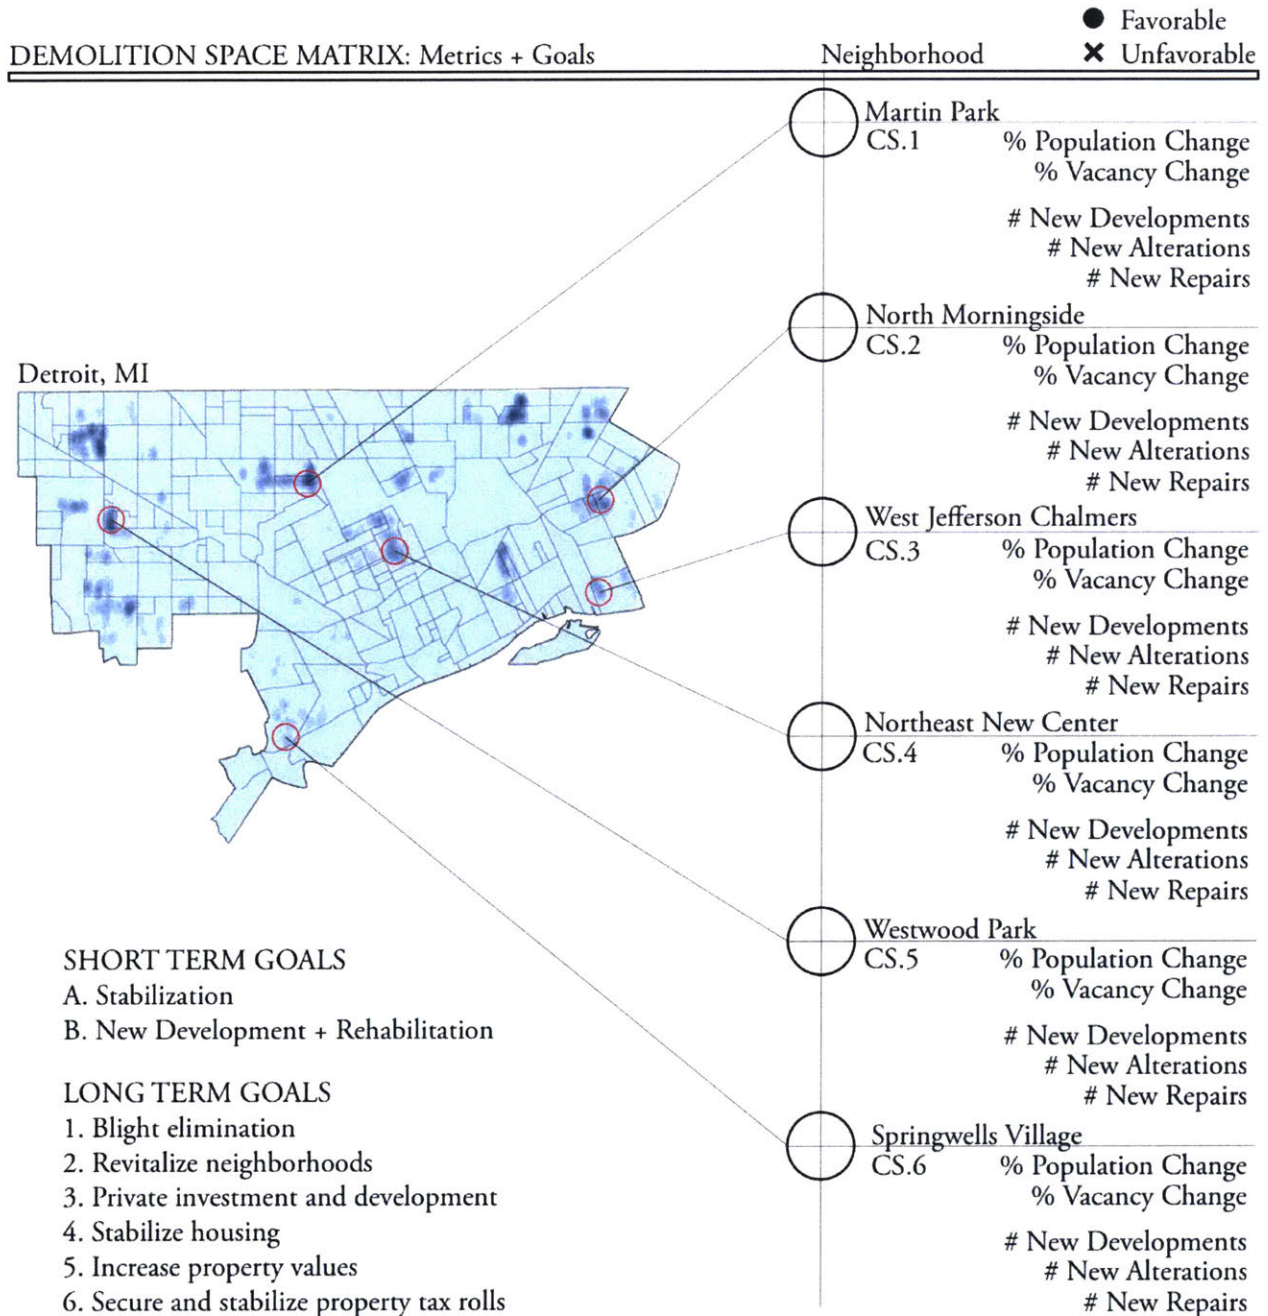 ● Favorable
DEMOLITION SPACE MATRIX: Metrics + Goals
Neighborhood
✕ Unfavorable
Martin Park
CS.1
% Population Change
% Vacancy Change
# New Developments
# New Alterations
# New Repairs
North Morningside
CS.2
% Population Change
% Vacancy Change
# New Developments
# New Alterations
# New Repairs
Detroit, MI
West Jefferson Chalmers
CS.3
% Population Change
% Vacancy Change
# New Developments
# New Alterations
# New Repairs
Northeast New Center
CS.4
% Population Change
% Vacancy Change
# New Developments
# New Alterations
# New Repairs
Westwood Park
CS.5
% Population Change
% Vacancy Change
# New Developments
# New Alterations
# New Repairs
Springwells Village
CS.6
% Population Change
% Vacancy Change
# New Developments
# New Alterations
# New Repairs
SHORT TERM GOALS
A. Stabilization
B. New Development + Rehabilitation
LONG TERM GOALS
1. Blight elimination
2. Revitalize neighborhoods
3. Private investment and development
4. Stabilize housing
5. Increase property values
6. Secure and stabilize property tax rolls